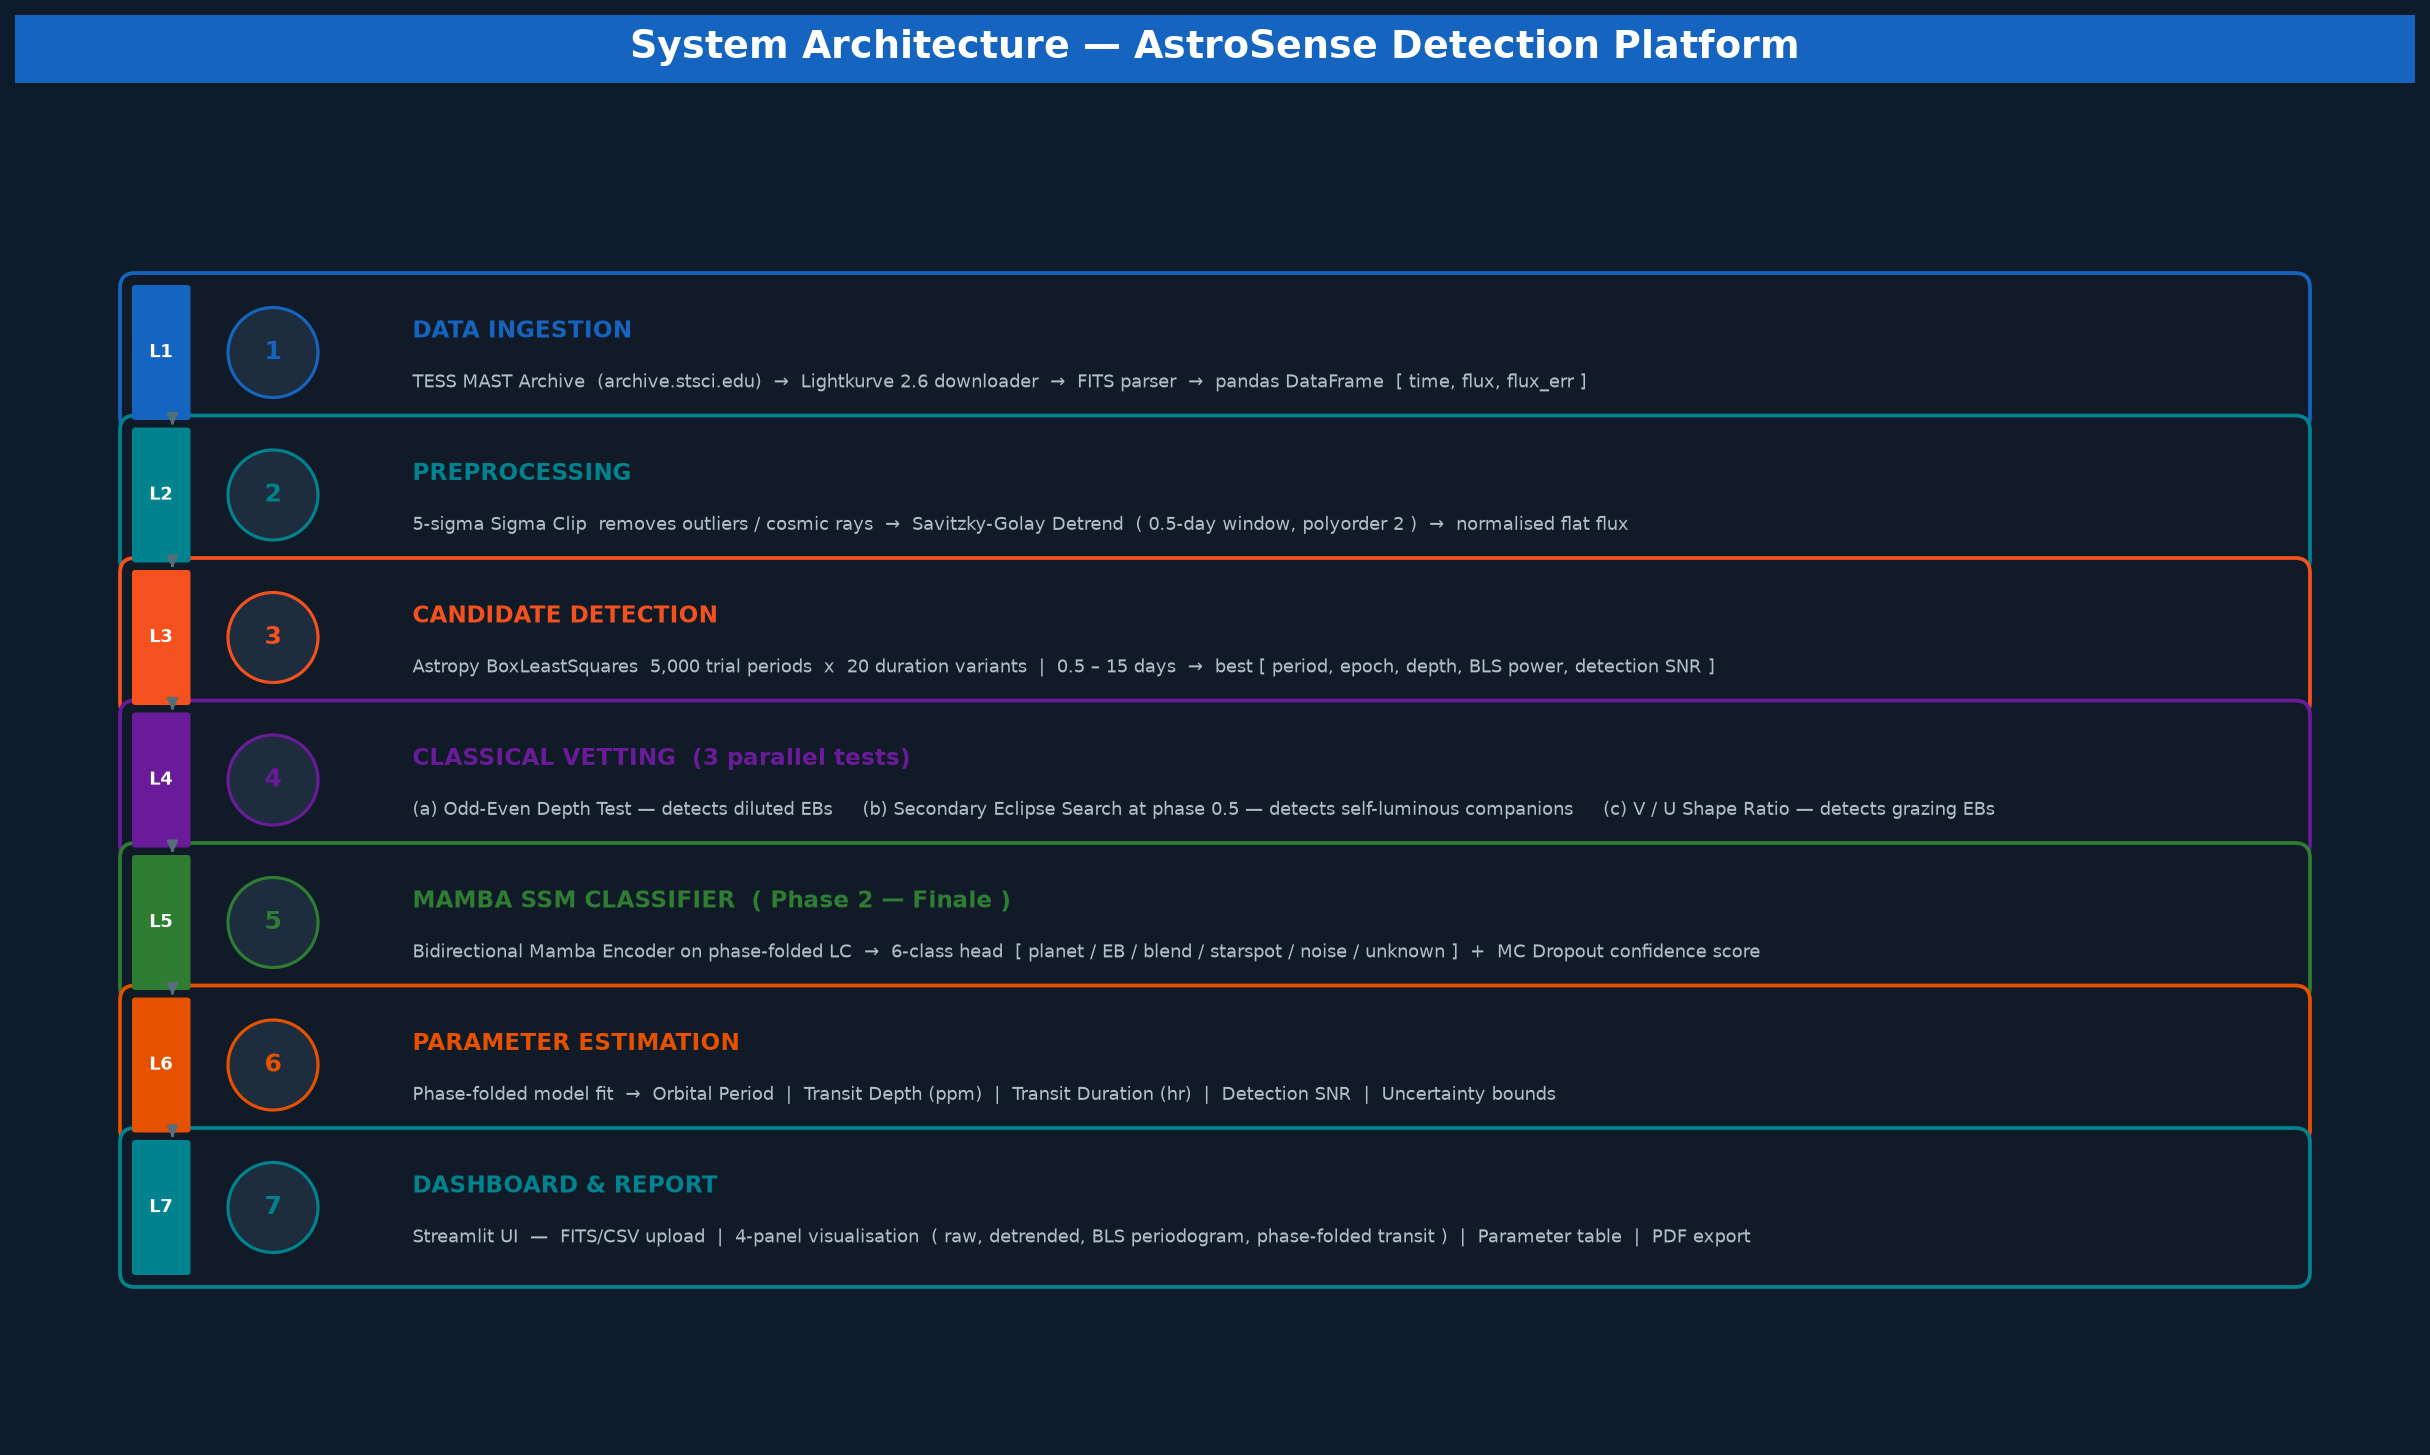 System Architecture — AstroSense Detection Platform
L1
1
DATA INGESTION
TESS MAST Archive (archive.stsci.edu) → Lightkurve 2.6 downloader → FITS parser → pandas DataFrame [ time, flux, flux_err ]
L2
2
PREPROCESSING
5-sigma Sigma Clip removes outliers / cosmic rays → Savitzky-Golay Detrend ( 0.5-day window, polyorder 2 ) → normalised flat flux
L3
3
CANDIDATE DETECTION
Astropy BoxLeastSquares 5,000 trial periods x 20 duration variants | 0.5 – 15 days → best [ period, epoch, depth, BLS power, detection SNR ]
L4
4
CLASSICAL VETTING (3 parallel tests)
(a) Odd-Even Depth Test — detects diluted EBs (b) Secondary Eclipse Search at phase 0.5 — detects self-luminous companions (c) V / U Shape Ratio — detects grazing EBs
L5
5
MAMBA SSM CLASSIFIER ( Phase 2 — Finale )
Bidirectional Mamba Encoder on phase-folded LC → 6-class head [ planet / EB / blend / starspot / noise / unknown ] + MC Dropout confidence score
L6
6
PARAMETER ESTIMATION
Phase-folded model fit → Orbital Period | Transit Depth (ppm) | Transit Duration (hr) | Detection SNR | Uncertainty bounds
L7
7
DASHBOARD & REPORT
Streamlit UI — FITS/CSV upload | 4-panel visualisation ( raw, detrended, BLS periodogram, phase-folded transit ) | Parameter table | PDF export